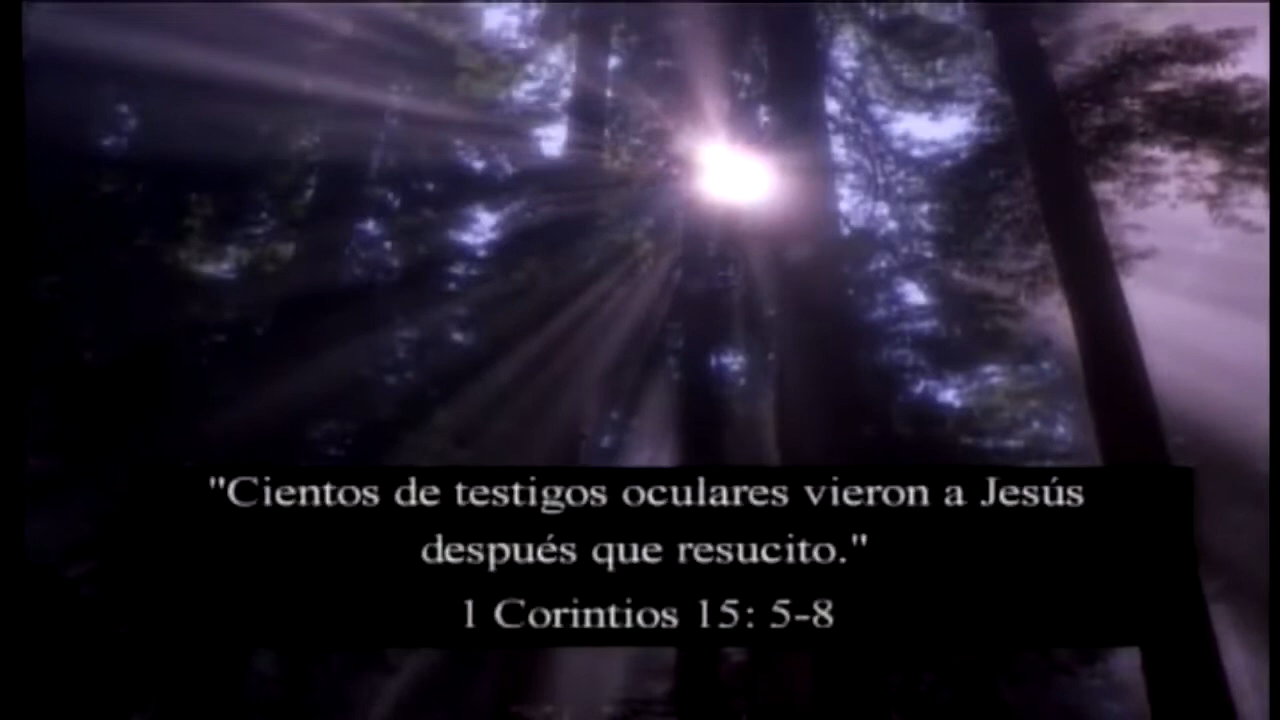 "Cientos de testigos oculares vieron a Jesús
después que resucito."
1 Corintios 15: 5-8